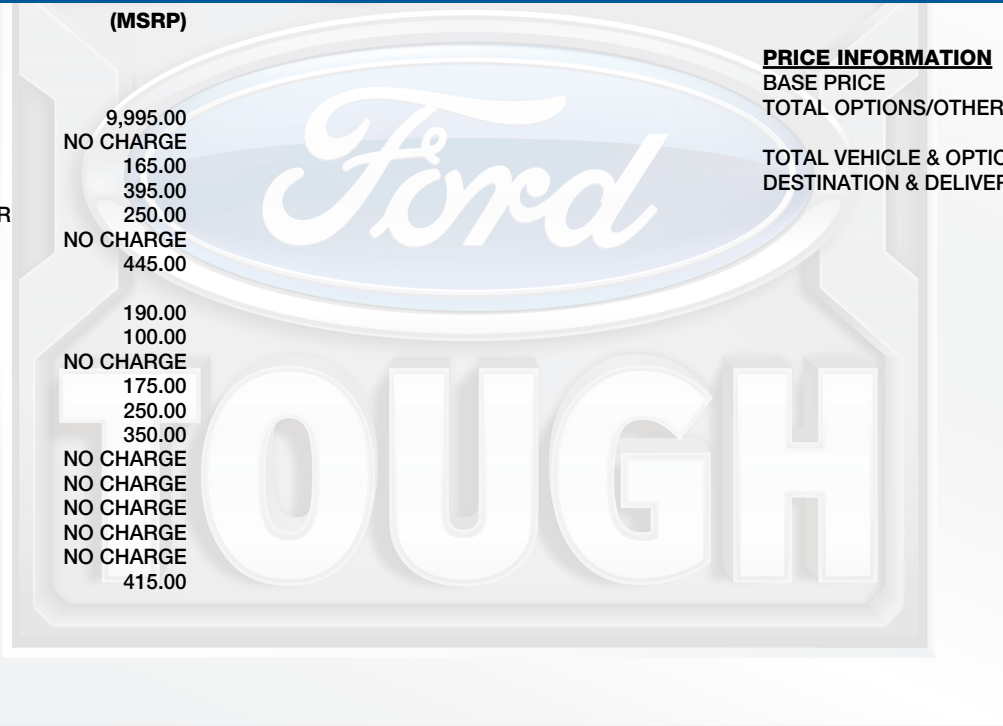 (MSRP)
9,995.00
NO CHARGE
165.00
395.00
R 250.00
NO CHARGE
445.00
190.00
100.00
NO CHARGE
175.00
250.00
350.00
NO CHARGE
NO CHARGE
NO CHARGE
NO CHARGE
NO CHARGE
415.00
PRICE INFORMATION
BASE PRICE
TOTAL OPTIONS/OTHER
TOTAL VEHICLE & OPTIO
DESTINATION & DELIVER
Ford
TOUGH